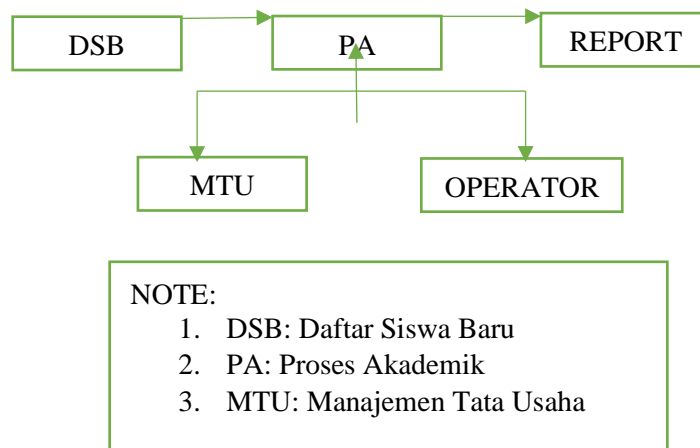 DSB
PA
REPORT
MTU
OPERATOR
NOTE:
1. DSB: Daftar Siswa Baru
2. PA: Proses Akademik
3. MTU: Manajemen Tata Usaha